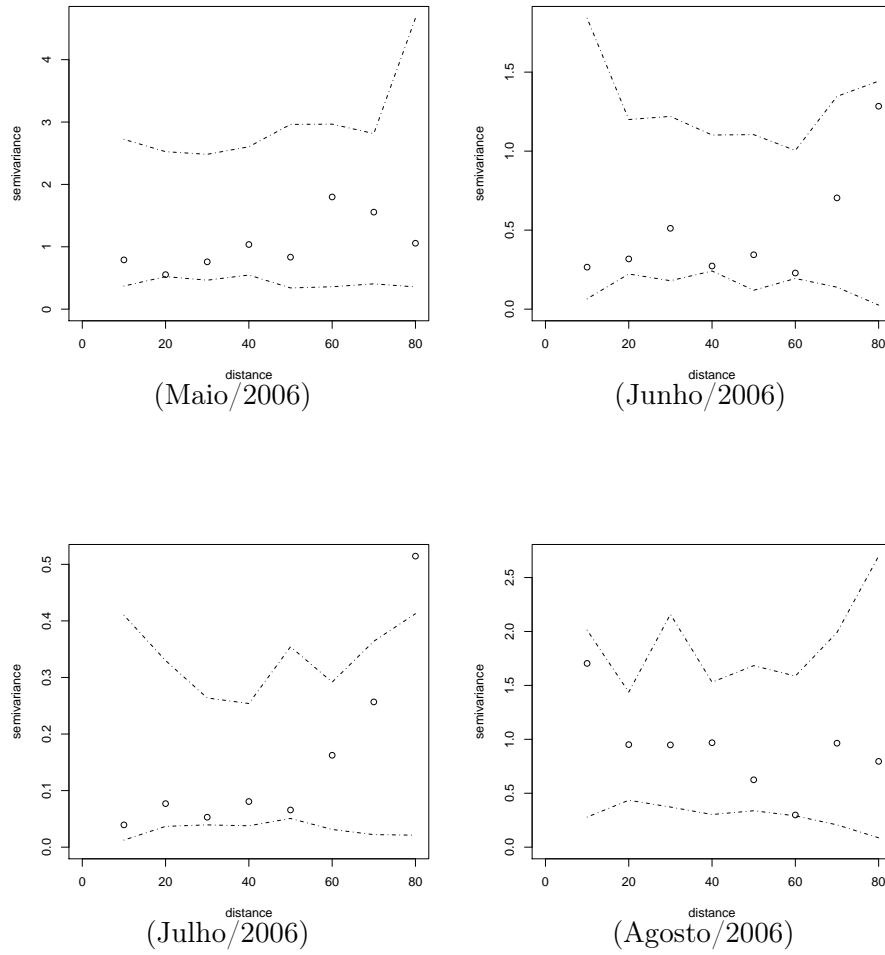 4
3
2
1
0
semivariance
0 20 40 60 80
distance
(Maio/2006)
1.5
1.0
0.5
0.0
semivariance
0 20 40 60 80
distance
(Junho/2006)
0.5
0.4
0.3
0.2
0.1
0.0
semivariance
0 20 40 60 80
distance
(Julho/2006)
2.5
2.0
1.5
1.0
0.5
0.0
semivariance
0 20 40 60 80
distance
(Agosto/2006)